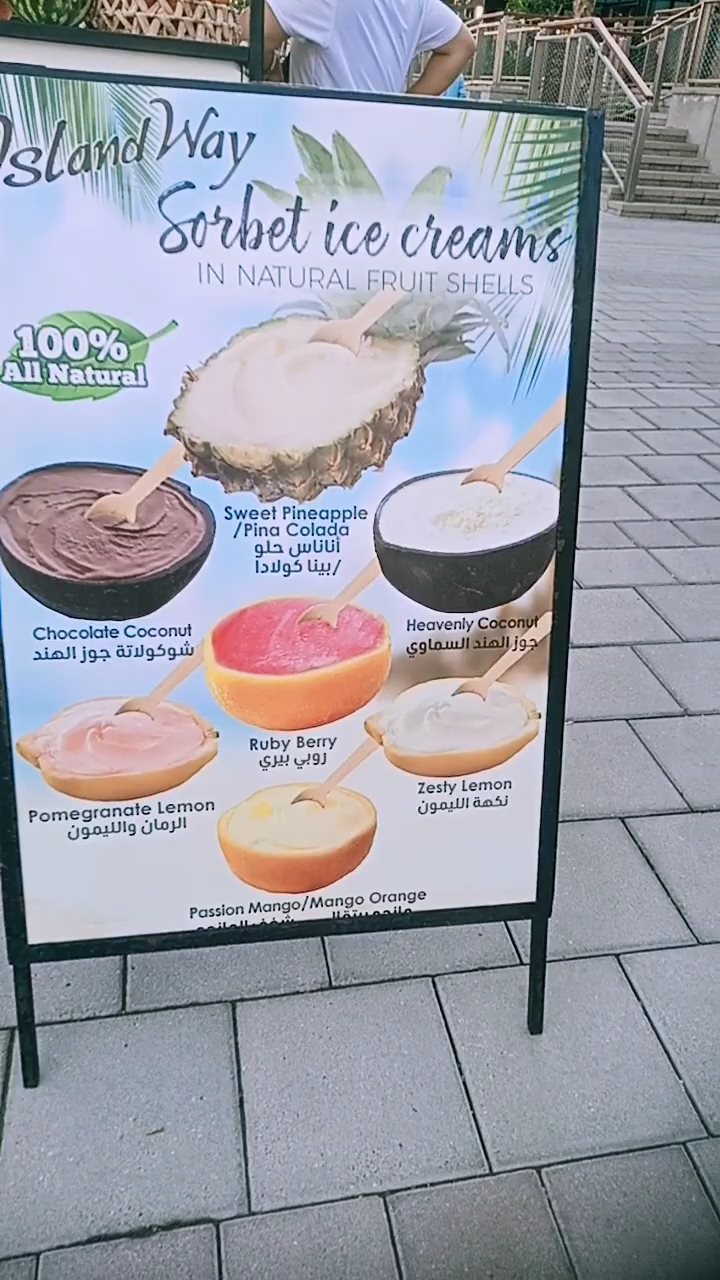 Island Way
Sorbet ice creams
IN NATURAL FRUIT SHELLS
100%
All Natural
Sweet Pineapple
/Pina Colada
أناناس حلو
/بينا كولادا
Chocolate Coconut
شوكولاتة جوز الهند
Heavenly Coconut
جوز الهند السماوي
Ruby Berry
روبي بيري
Pomegranate Lemon
الرمان والليمون
Zesty Lemon
نكهة الليمون
Passion Mango/Mango Orange